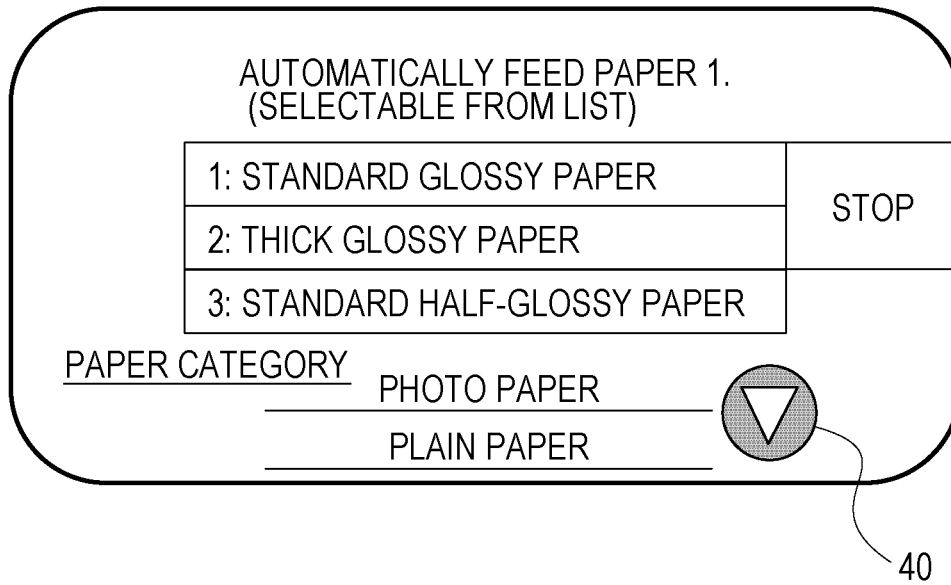 AUTOMATICALLY FEED PAPER 1.
(SELECTABLE FROM LIST)
1: STANDARD GLOSSY PAPER
STOP
2: THICK GLOSSY PAPER
3: STANDARD HALF-GLOSSY PAPER
PAPER CATEGORY
PHOTO PAPER
PLAIN PAPER
40